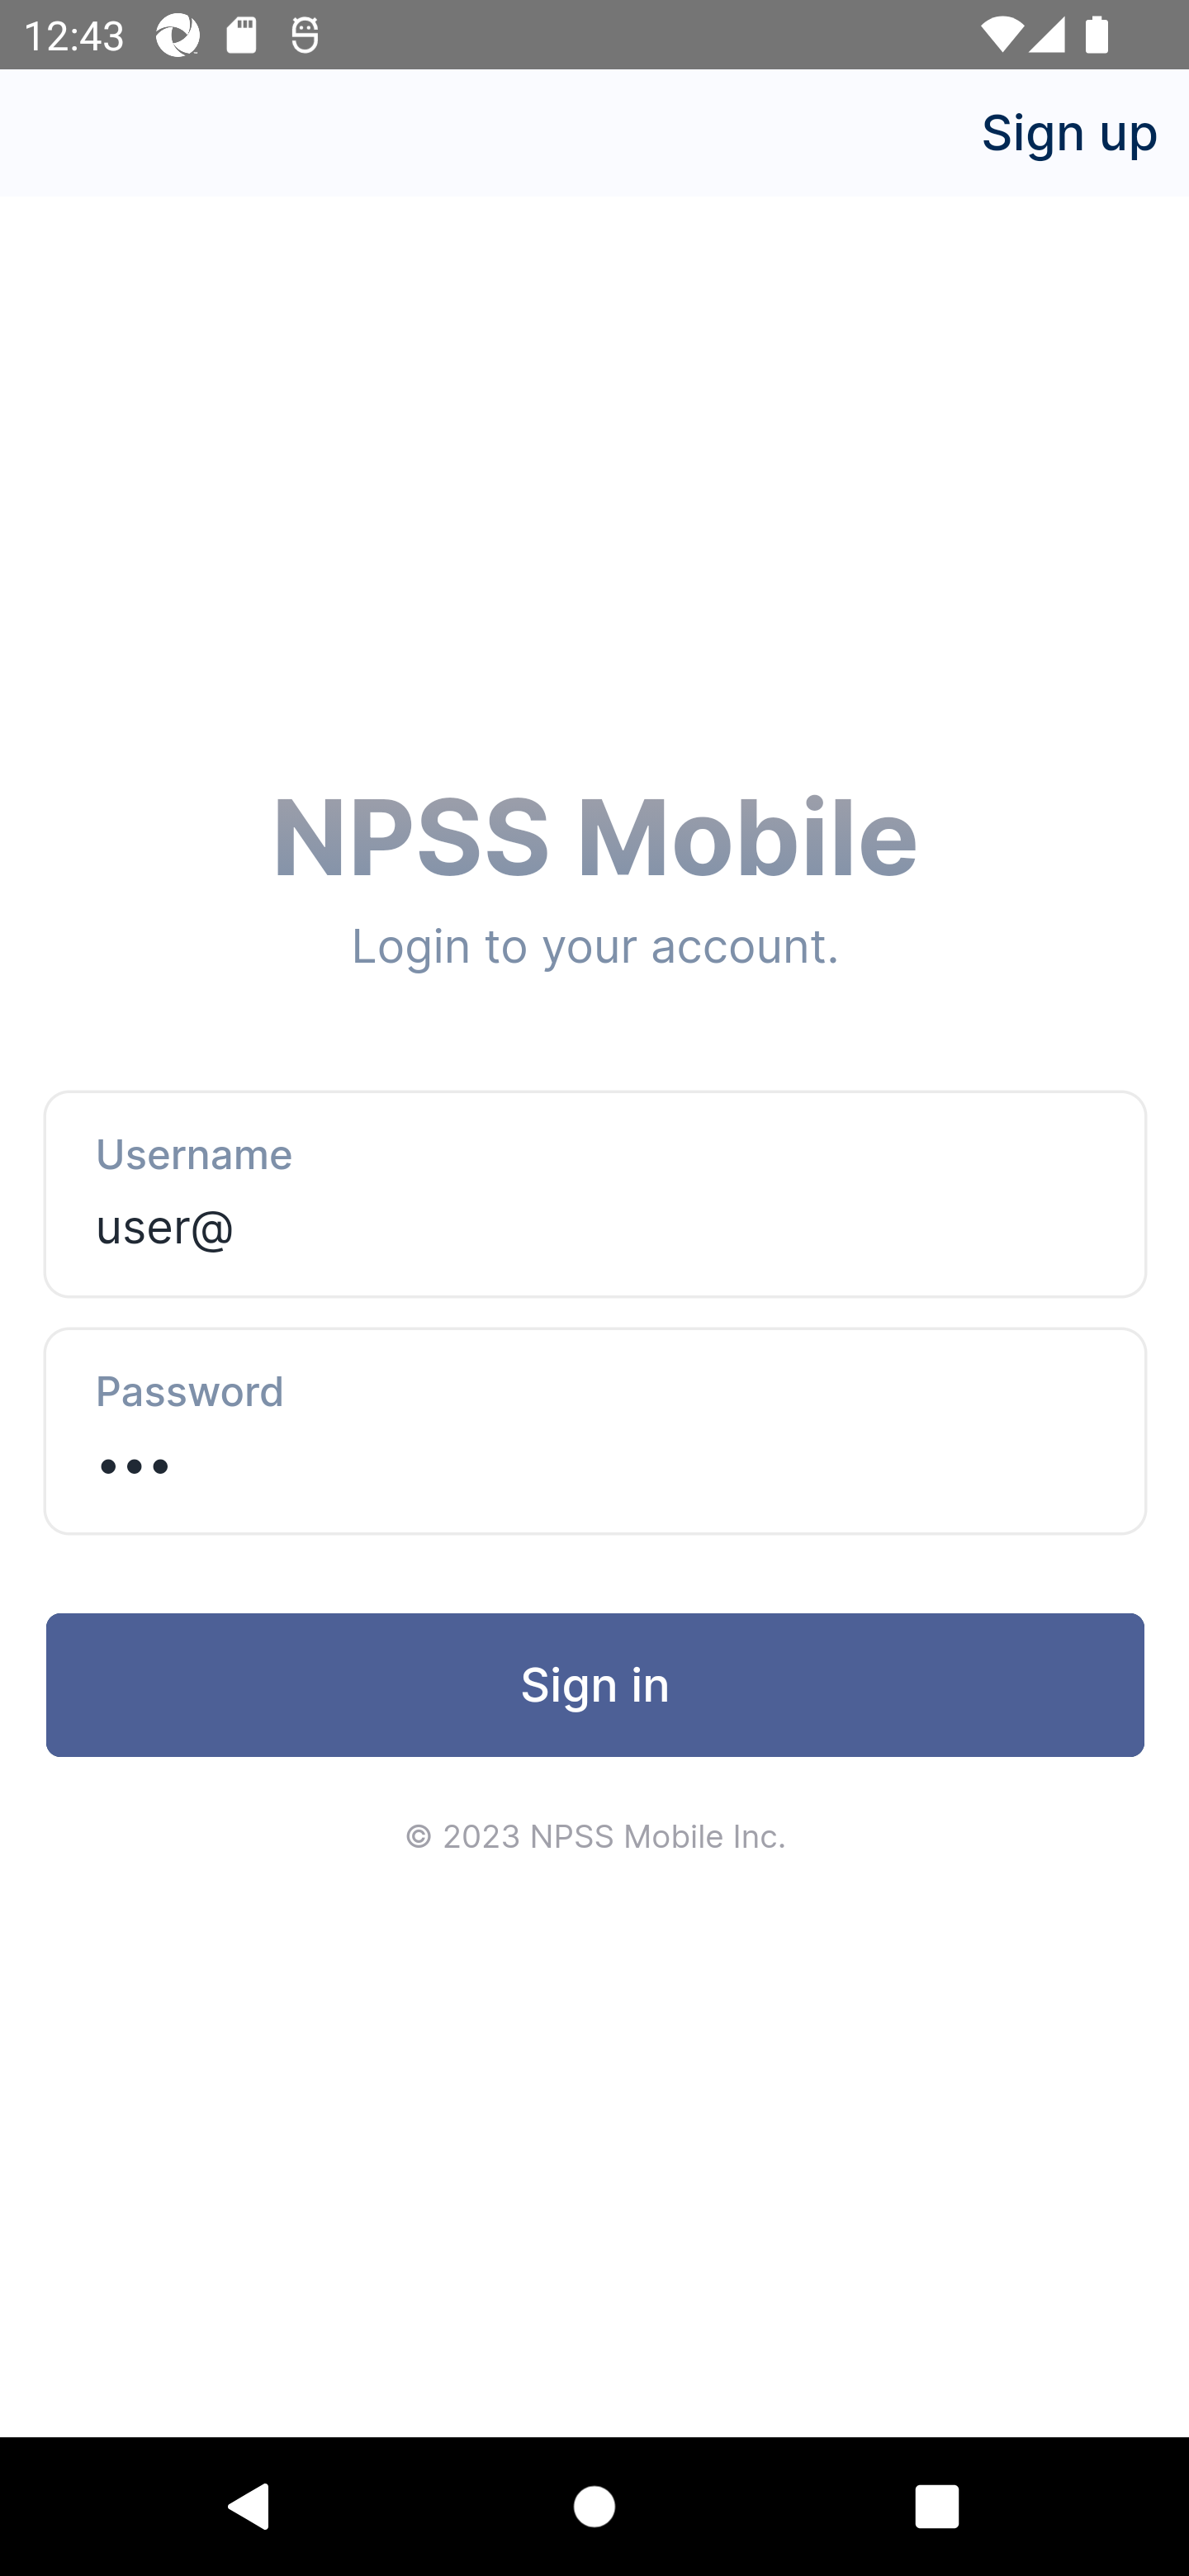 12:43
Sign up
NPSS Mobile
Login to your account.
Username
user@
Password
•••
Sign in
© 2023 NPSS Mobile Inc.